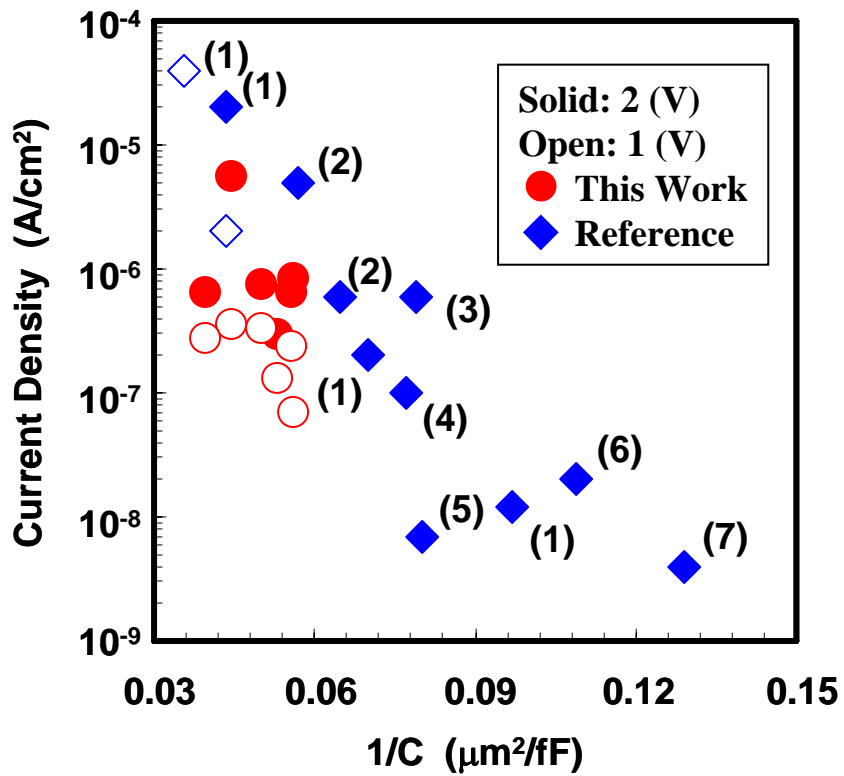 10⁻⁴
10⁻⁵
10⁻⁶
10⁻⁷
10⁻⁸
10⁻⁹
Current Density (A/cm²)
(1)
(1)
(2)
(2)
(3)
(1)
(4)
(6)
(5)
(1)
(7)
Solid: 2 (V)
Open: 1 (V)
This Work
Reference
0.03 0.06 0.09 0.12 0.15
1/C (μm²/fF)